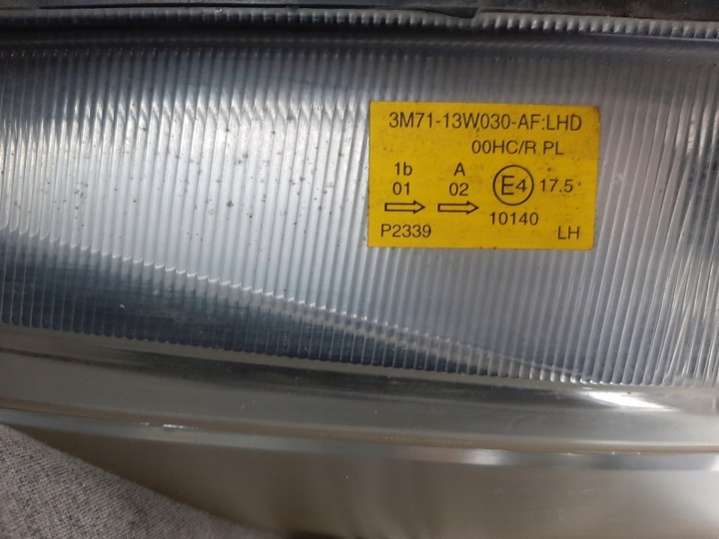 3M71-13W030-AF:LHD
00HC/R PL
1b A
01 02 E4 17.5
10140
P2339 LH